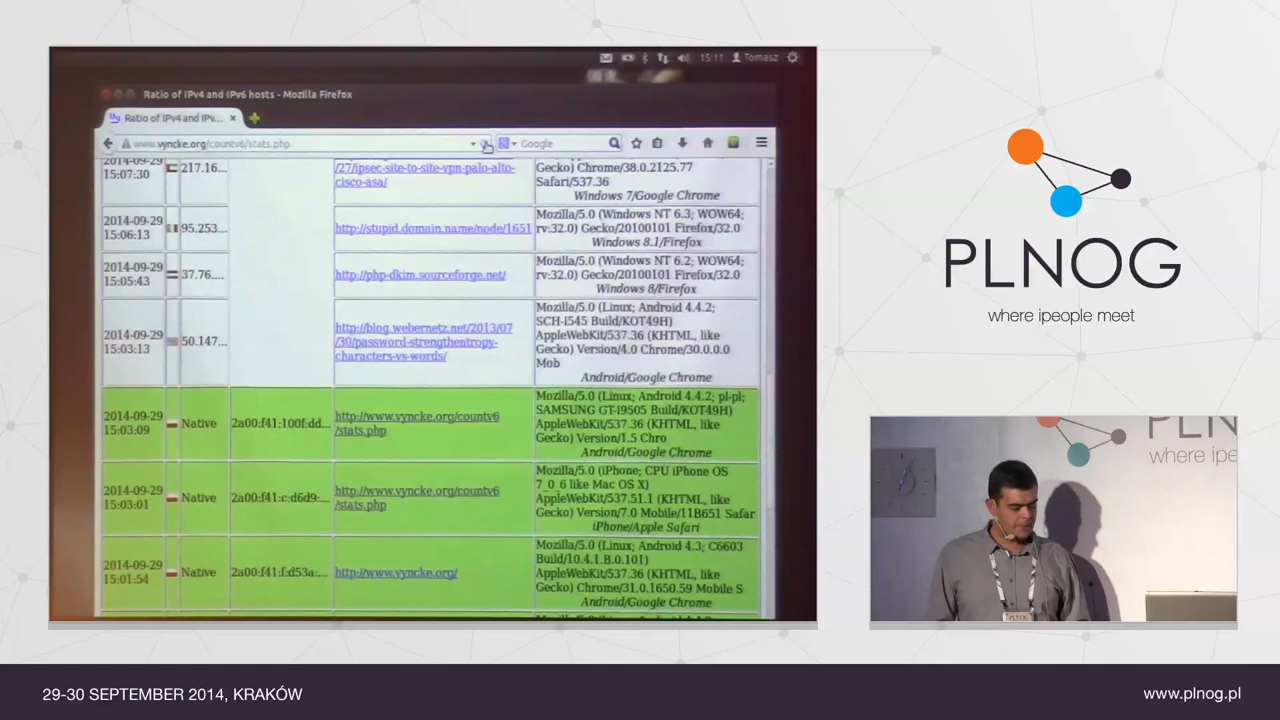 15:11 Tomasz
Ratio of IPv4 and IPv6 hosts - Mozilla Firefox
Ratio of IPv4 and IPv...
www.vyncke.org/countv6/stats.php
Google
2014-09-29
15:07:30
217.16...
/27/ipsec-site-to-site-vpn-palo-alto-
cisco-asa/
Gecko) Chrome/38.0.2125.77
Safari/537.36
Windows 7/Google Chrome
2014-09-29
15:06:13
95.253...
http://stupid.domain.name/node/1651
Mozilla/5.0 (Windows NT 6.3; WOW64;
rv:32.0) Gecko/20100101 Firefox/32.0
Windows 8.1/Firefox
2014-09-29
15:05:43
37.76....
http://php-dkim.sourceforge.net/
Mozilla/5.0 (Windows NT 6.2; WOW64;
rv:32.0) Gecko/20100101 Firefox/32.0
Windows 8/Firefox
2014-09-29
15:03:13
50.147...
http://blog.webernetz.net/2013/07
/30/password-strengthentropy-
characters-vs-words/
Mozilla/5.0 (Linux; Android 4.4.2;
SCH-I545 Build/KOT49H)
AppleWebKit/537.36 (KHTML, like
Gecko) Version/4.0 Chrome/30.0.0.0
Mob
Android/Google Chrome
2014-09-29
15:03:09
Native
2a00:f41:100f:dd...
http://www.vyncke.org/countv6
/stats.php
Mozilla/5.0 (Linux; Android 4.4.2; pl-pl;
SAMSUNG GT-I9505 Build/KOT49H)
AppleWebKit/537.36 (KHTML, like
Gecko) Version/1.5 Chro
Android/Google Chrome
2014-09-29
15:03:01
Native
2a00:f41:c:d6d9:...
http://www.vyncke.org/countv6
/stats.php
Mozilla/5.0 (iPhone; CPU iPhone OS
7_0_6 like Mac OS X)
AppleWebKit/537.51.1 (KHTML, like
Gecko) Version/7.0 Mobile/11B651 Safar
iPhone/Apple Safari
2014-09-29
15:01:54
Native
2a00:f41:f:d53a:...
http://www.vyncke.org/
Mozilla/5.0 (Linux; Android 4.3; C6603
Build/10.4.1.B.0.101)
AppleWebKit/537.36 (KHTML, like
Gecko) Chrome/31.0.1650.59 Mobile S
Android/Google Chrome
PLNOG
where ipeople meet
PLN
where ipe
PLNOG
29-30 SEPTEMBER 2014, KRAKÓW
www.plnog.pl